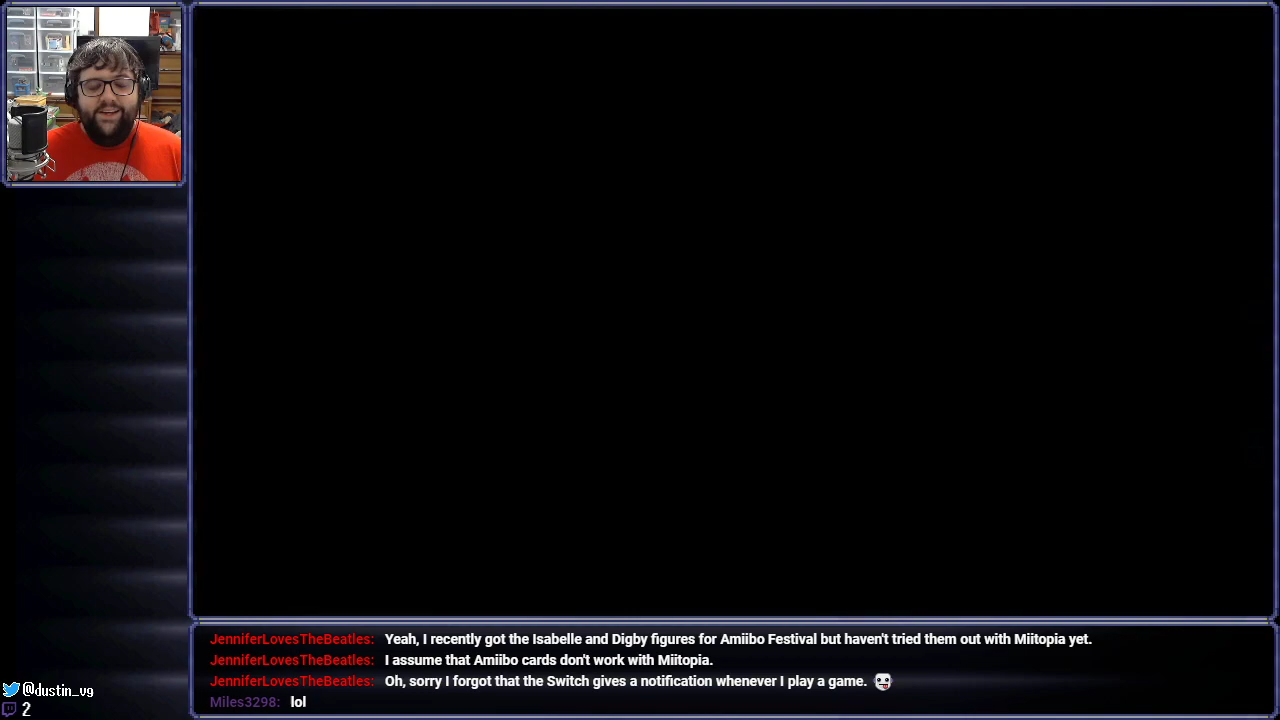 JenniferLovesTheBeatles: Yeah, I recently got the Isabelle and Digby figures for Amiibo Festival but haven't tried them out with Miitopia yet.
JenniferLovesTheBeatles: I assume that Amiibo cards don't work with Miitopia.
JenniferLovesTheBeatles: Oh, sorry I forgot that the Switch gives a notification whenever I play a game.
Miles3298: lol
@dustin_vg
2